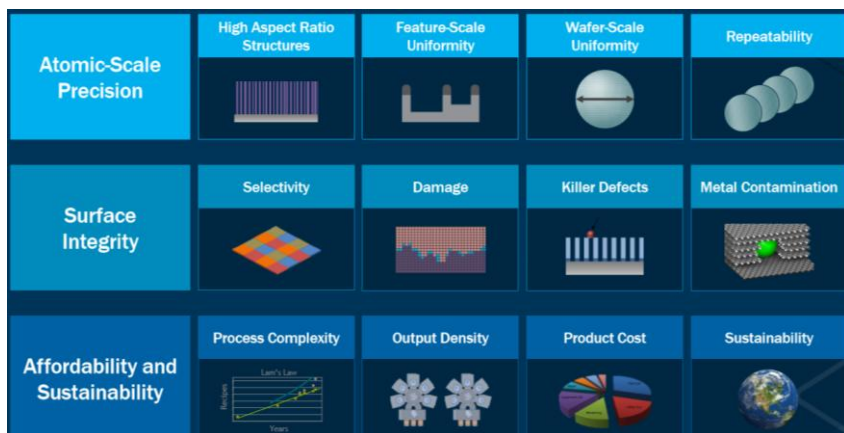 High Aspect Ratio
Structures
Feature-Scale
Uniformity
Wafer-Scale
Uniformity
Repeatability
Atomic-Scale
Precision
Selectivity
Damage
Killer Defects
Metal Contamination
Surface
Integrity
Process Complexity
Output Density
Product Cost
Sustainability
Affordability and
Sustainability
Lam's Law
Recipes
Years